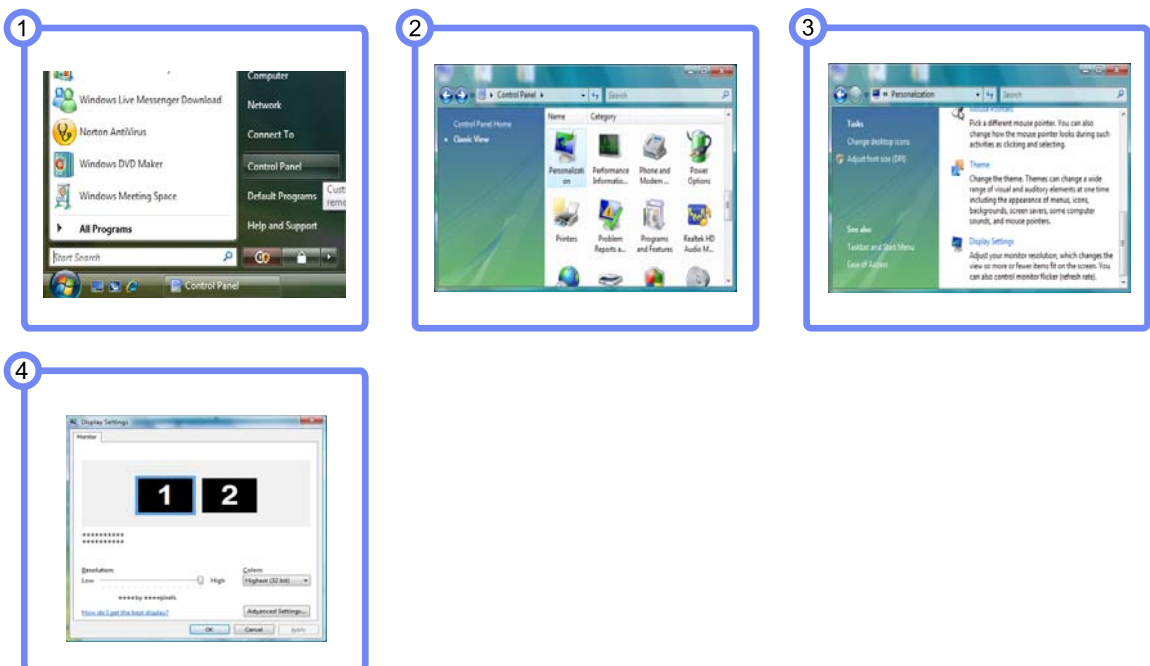 1
Computer
Windows Live Messenger Download
Network
Norton AntiVirus
Connect To
Windows DVD Maker
Control Panel
Windows Meeting Space
Default Programs
Cust
remo
All Programs
Help and Support
Start Search
Control Panel
2
Control Panel
Search
Control Panel Home
Classic View
Name Category
Personalizati
on
Performance
Informatio...
Phone and
Modem ...
Power
Options
Printers
Problem
Reports a...
Programs
and Features
Realtek HD
Audio M...
3
Personalization
Search
Tasks
Change desktop icons
Adjust font size (DPI)
See also
Taskbar and Start Menu
Ease of Access
Mouse Pointers
Pick a different mouse pointer. You can also
change how the mouse pointer looks during such
activities as clicking and selecting.
Theme
Change the theme. Themes can change a wide
range of visual and auditory elements at one time
including the appearance of menus, icons,
backgrounds, screen savers, some computer
sounds, and mouse pointers.
Display Settings
Adjust your monitor resolution, which changes the
view so more or fewer items fit on the screen. You
can also control monitor flicker (refresh rate).
4
Display Settings
Monitor
1 2
**********
**********
Resolution:
Low High
****by ****pixels
Colors:
Highest (32 bit)
How do I get the best display?
Advanced Settings...
OK Cancel Apply